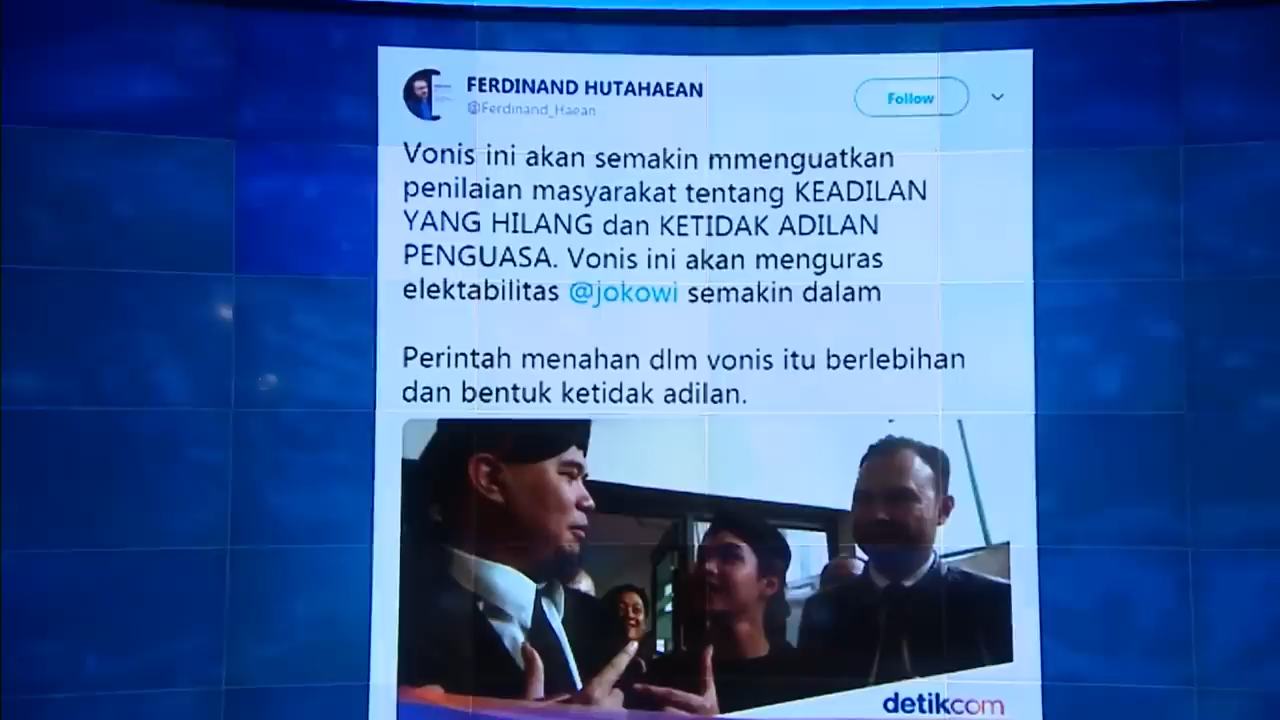 FERDINAND HUTAHAEAN
@Ferdinand_Haean
Follow
Vonis ini akan semakin mmenguatkan
penilaian masyarakat tentang KEADILAN
YANG HILANG dan KETIDAK ADILAN
PENGUASA. Vonis ini akan menguras
elektabilitas @jokowi semakin dalam
Perintah menahan dlm vonis itu berlebihan
dan bentuk ketidak adilan.
detikcom